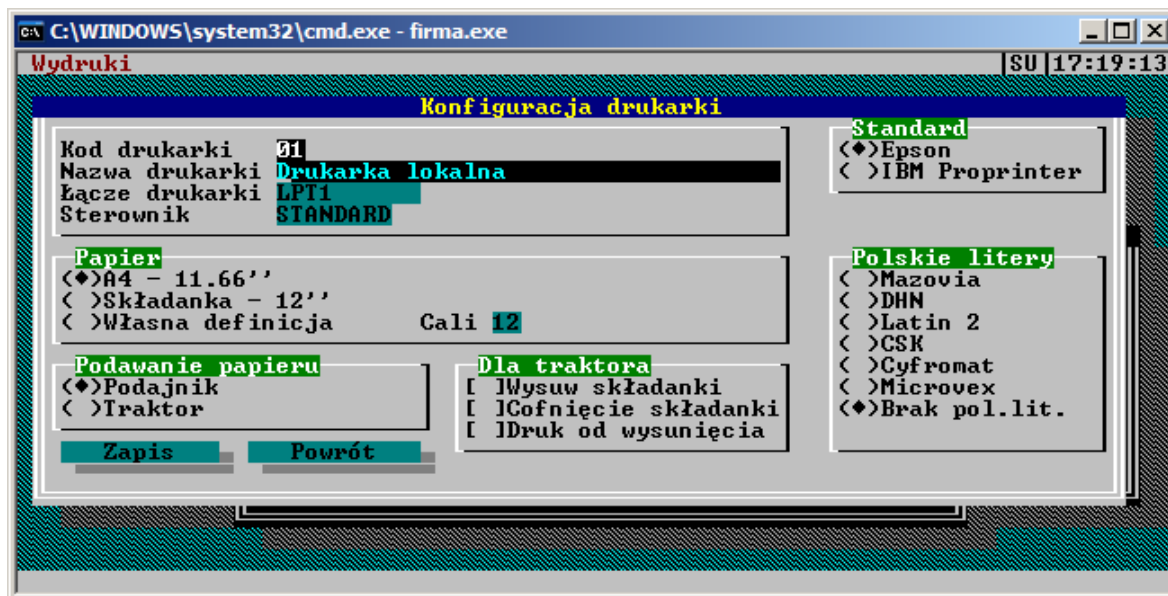 C:\WINDOWS\system32\cmd.exe - firma.exe
Wydruki |SU|17:19:13
Konfiguracja drukarki
Kod drukarki 01
Nazwa drukarki Drukarka lokalna
Łącze drukarki LPT1
Sterownik STANDARD
Standard
(♦)Epson
( )IBM Proprinter
Papier
(♦)A4 - 11.66''
( )Składanka - 12''
( )Własna definicja Cali 12
Polskie litery
( )Mazovia
( )DHN
( )Latin 2
( )CSK
( )Cyfromat
( )Microvex
(♦)Brak pol.lit.
Podawanie papieru
(♦)Podajnik
( )Traktor
Dla traktora
[ ]Wysuw składanki
[ ]Cofnięcie składanki
[ ]Druk od wysunięcia
Zapis Powrót